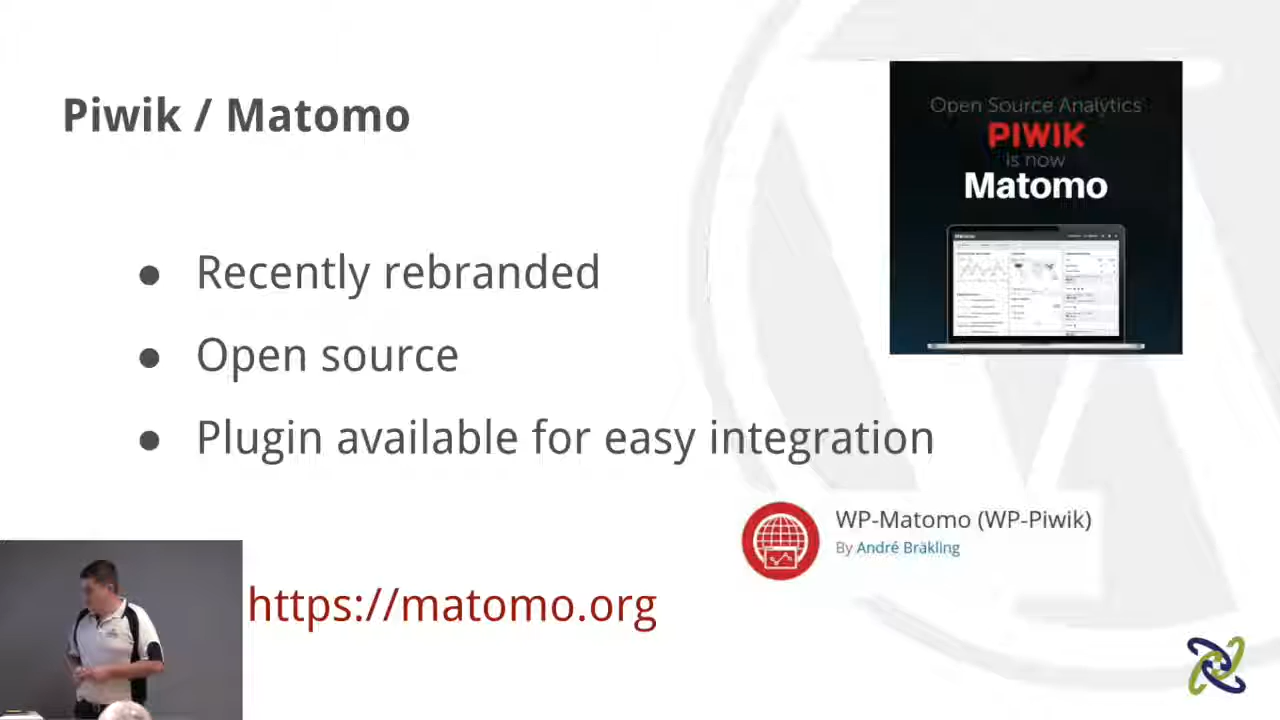 Piwik / Matomo
Open Source Analytics
PIWIK
is now
Matomo
● Recently rebranded
● Open source
● Plugin available for easy integration
WP-Matomo (WP-Piwik)
By André Bräkling
https://matomo.org